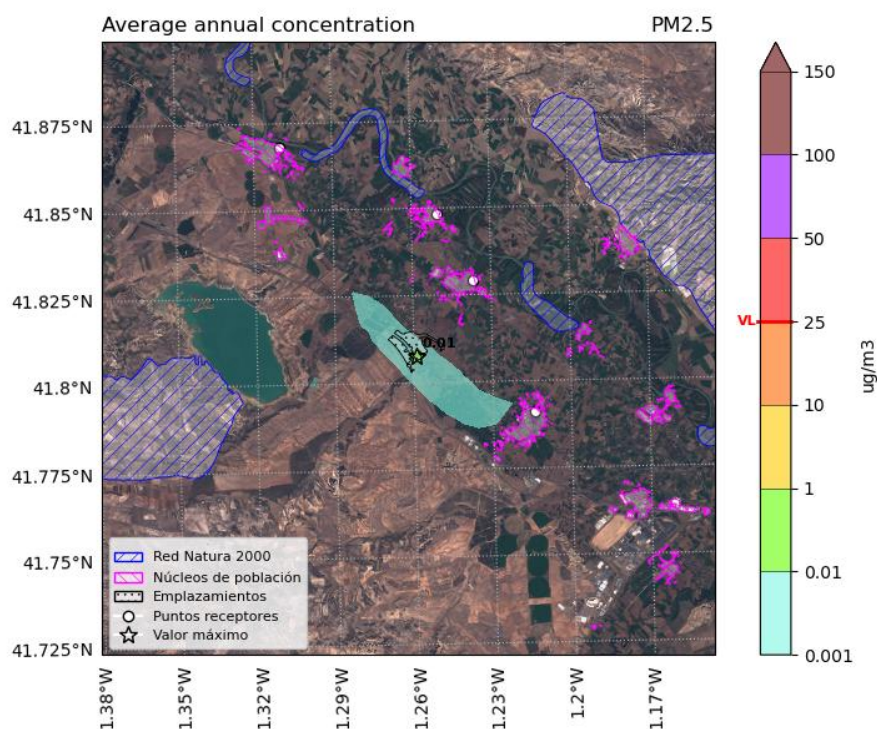 Average annual concentration PM2.5
41.875°N
41.85°N
41.825°N
41.8°N
41.775°N
41.75°N
41.725°N
0.01
Red Natura 2000
Núcleos de población
Emplazamientos
Puntos receptores
Valor máximo
1.38°W 1.35°W 1.32°W 1.29°W 1.26°W 1.23°W 1.2°W 1.17°W
150
100
50
VL 25
10
1
0.01
0.001
ug/m3